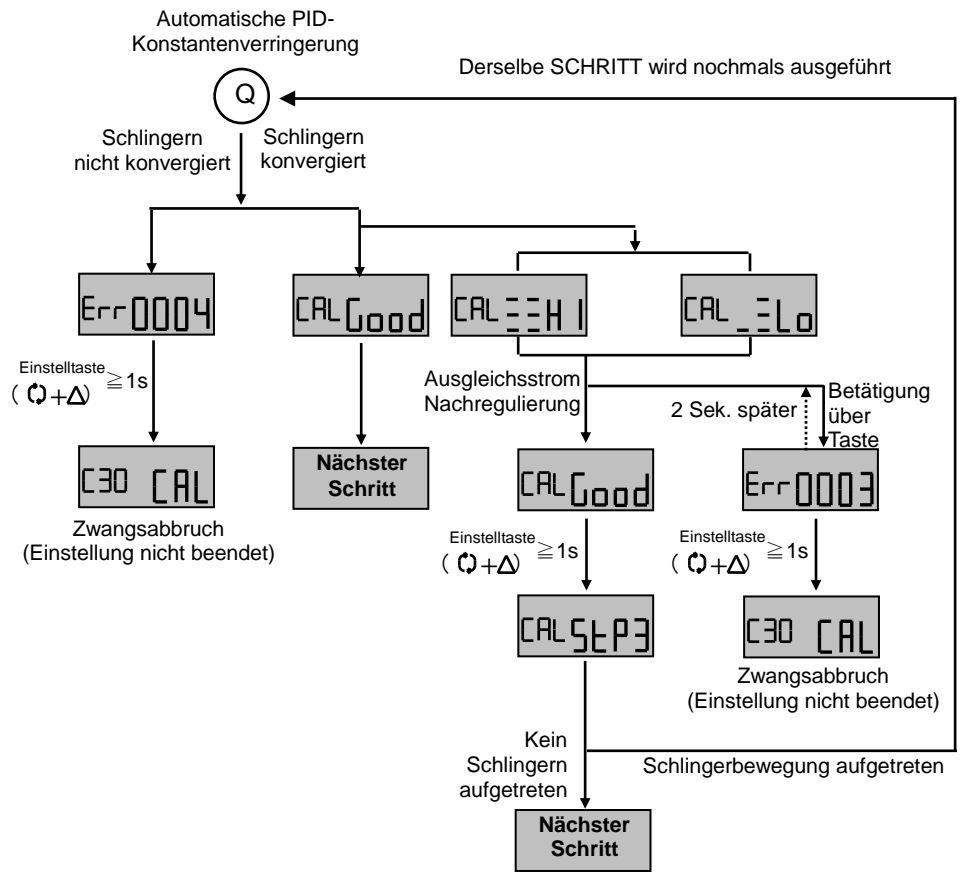 Automatische PID-
Konstantenverringerung
Derselbe SCHRITT wird nochmals ausgeführt
Q
Schlingern
nicht konvergiert
Schlingern
konvergiert
Err0004
CALGood
CAL ΞΞHI
CAL _ΞLo
Einstelltaste
( +Δ) ≧1s
Ausgleichsstrom
Nachregulierung
2 Sek. später
Betätigung
über
Taste
C30 CAL
Nächster
Schritt
CALGood
Err0003
Zwangsabbruch
(Einstellung nicht beendet)
Einstelltaste
( +Δ) ≧1s
Einstelltaste
( +Δ) ≧1s
CALStP3
C30 CAL
Zwangsabbruch
(Einstellung nicht beendet)
Kein
Schlingern
aufgetreten
Schlingerbewegung aufgetreten
Nächster
Schritt